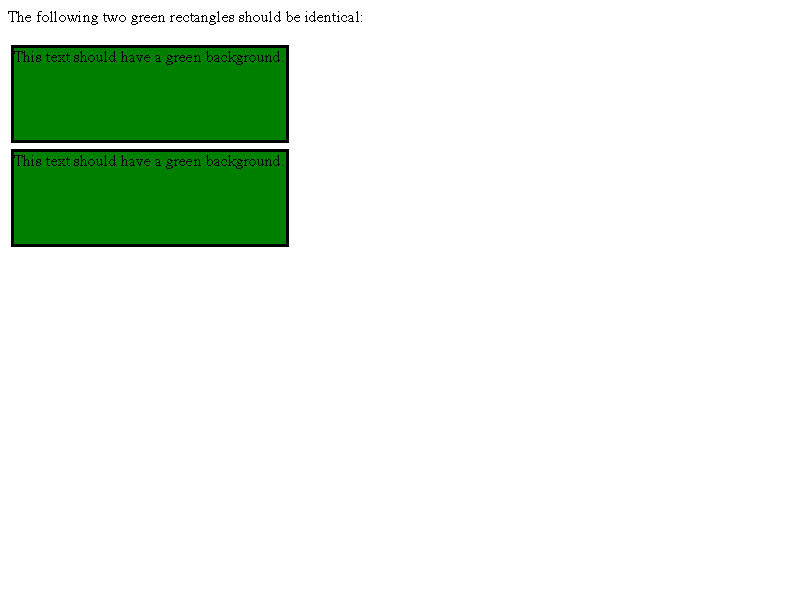 The following two green rectangles should be identical:
This text should have a green background.
This text should have a green background.